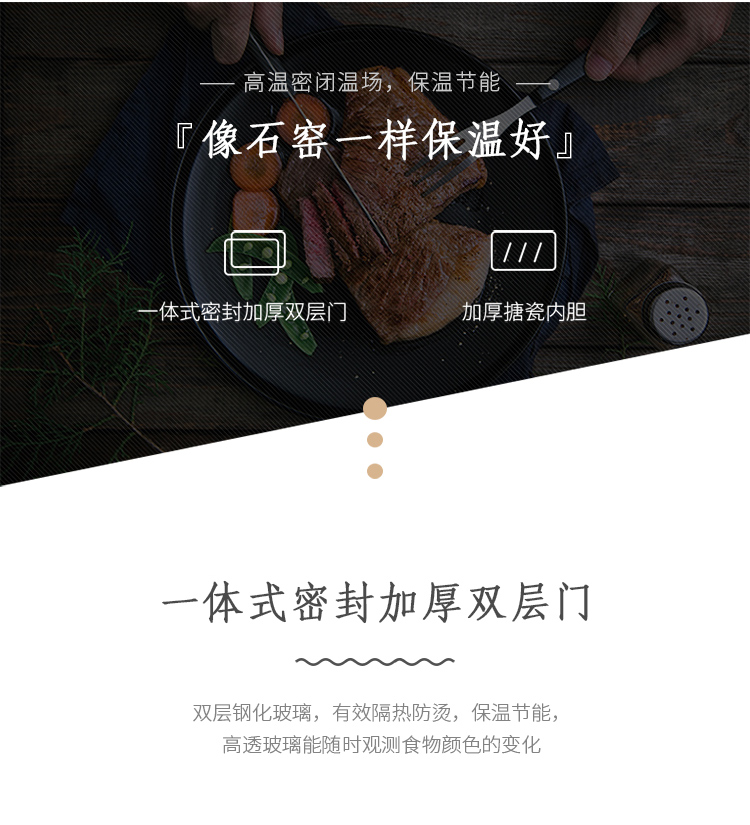 高温密闭温场，保温节能
『像石窑一样保温好』
一体式密封加厚双层门
加厚搪瓷内胆
一体式密封加厚双层门
双层钢化玻璃，有效隔热防烫，保温节能，
高透玻璃能随时观测食物颜色的变化